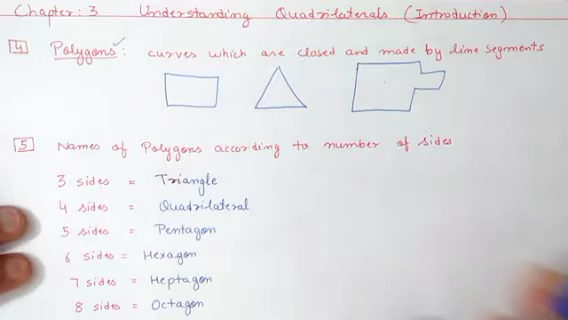 Chapter: 3 Understanding Quadrilaterals (Introduction)
4 Polygons: curves which are closed and made by line segments
5 Names of Polygons according to number of sides
3 sides = Triangle
4 sides = Quadrilateral
5 sides = Pentagon
6 sides = Hexagon
7 sides = Heptagon
8 sides = Octagon